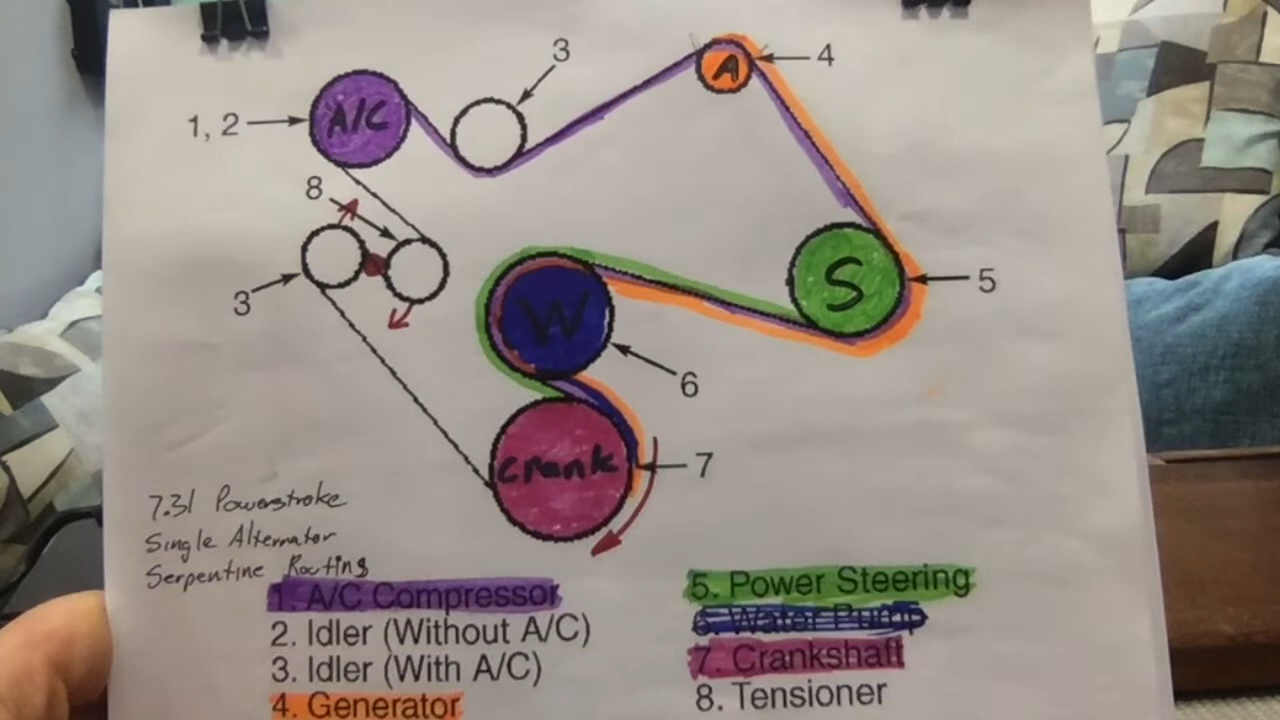 3
A
4
A/C
1, 2
8
S
5
W
3
6
Crank
7
7.3l Powerstroke
Single Alternator
Serpentine Routing
1. A/C Compressor
2. Idler (Without A/C)
3. Idler (With A/C)
4. Generator
5. Power Steering
6. Water Pump
7. Crankshaft
8. Tensioner